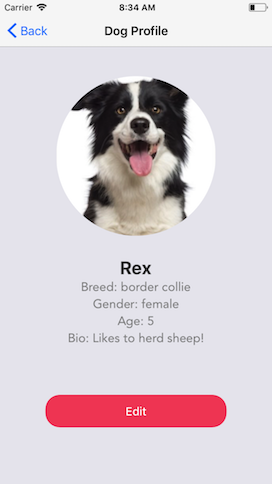 Carrier 8:34 AM
Back Dog Profile
Rex
Breed: border collie
Gender: female
Age: 5
Bio: Likes to herd sheep!
Edit